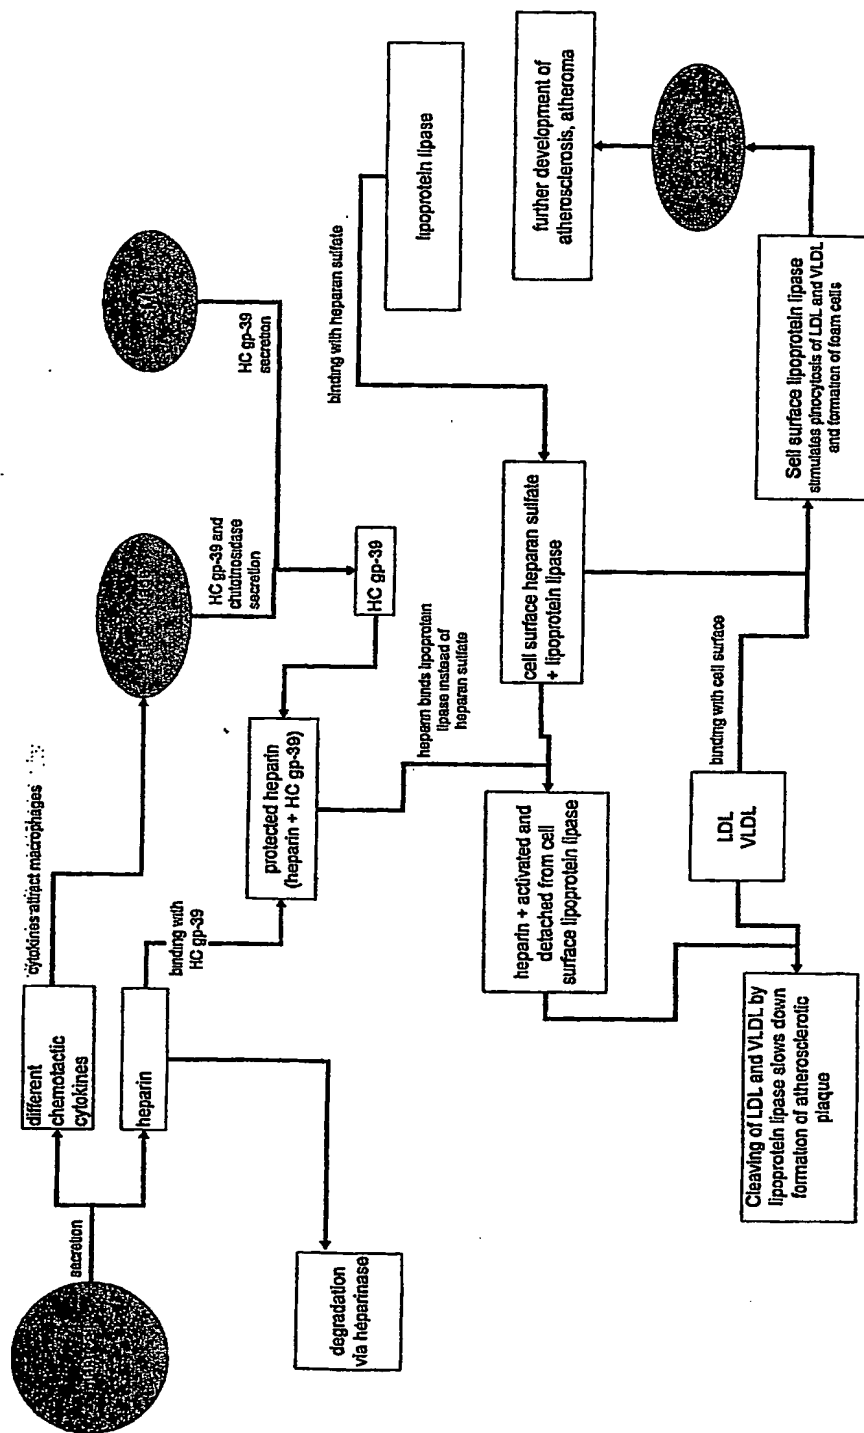 secretion
different
chemotactic
cytokines
cytokines attract macrophages
heparin
binding with
HC gp-39
degradation
via heparinase
HC gp-39 and
chitotriosidase
secretion
HC gp-39
secretion
HC gp-39
protected heparin
(heparin + HC gp-39)
heparin binds lipoprotein
lipase instead of
heparan sulfate
binding with heparan sulfate
lipoprotein lipase
cell surface heparan sulfate
+ lipoprotein lipase
heparin + activated and
detached from cell
surface lipoprotein lipase
further development of
atherosclerosis, atheroma
LDL
VLDL
binding with cell surface
Cleaving of LDL and VLDL by
lipoprotein lipase slows down
formation of atherosclerotic
plaque
Sell surface lipoprotein lipase
stimulates pinocytosis of LDL and VLDL
and formation of foam cells